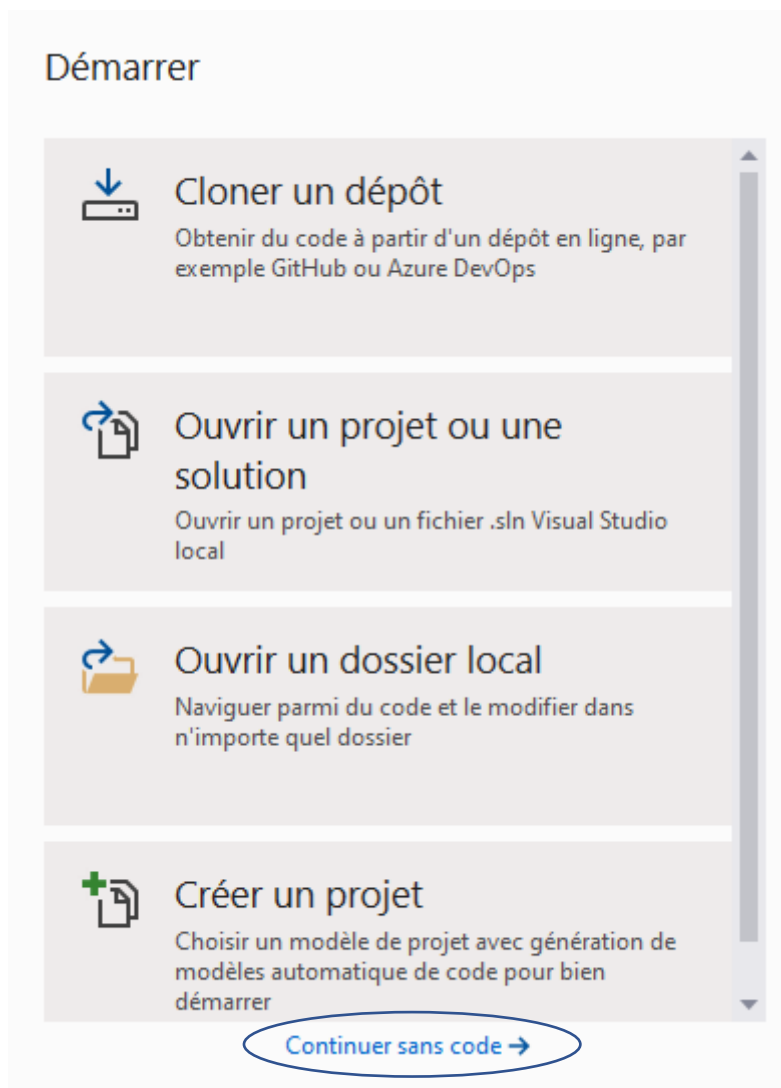 Démarrer
Cloner un dépôt
Obtenir du code à partir d'un dépôt en ligne, par
exemple GitHub ou Azure DevOps
Ouvrir un projet ou une
solution
Ouvrir un projet ou un fichier .sln Visual Studio
local
Ouvrir un dossier local
Naviguer parmi du code et le modifier dans
n'importe quel dossier
Créer un projet
Choisir un modèle de projet avec génération de
modèles automatique de code pour bien
démarrer
Continuer sans code →